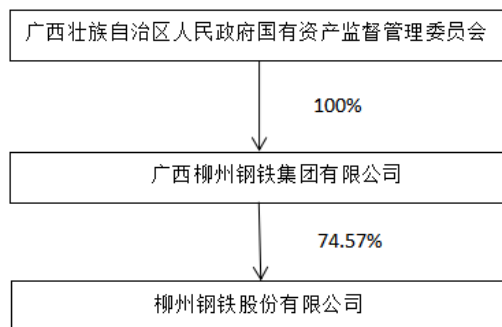 广西壮族自治区人民政府国有资产监督管理委员会
100%
广西柳州钢铁集团有限公司
74.57%
柳州钢铁股份有限公司